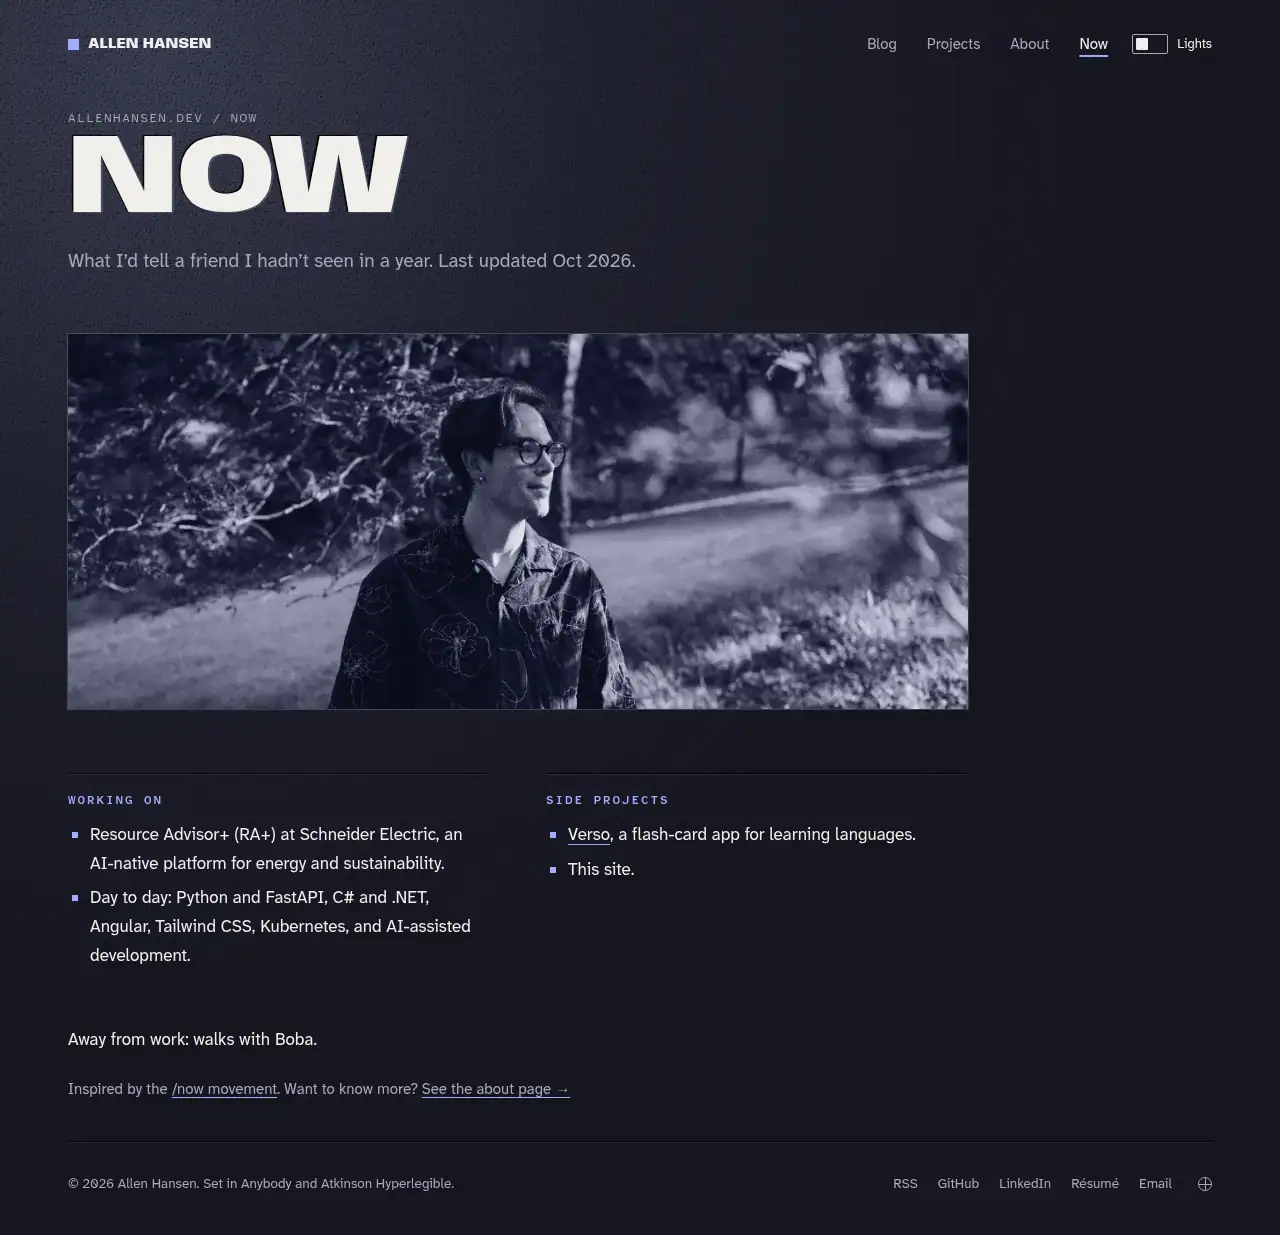 ALLEN HANSEN
Blog Projects About Now Lights
ALLENHANSEN.DEV / NOW
NOW
What I’d tell a friend I hadn’t seen in a year. Last updated Oct 2026.
WORKING ON
Resource Advisor+ (RA+) at Schneider Electric, an
AI-native platform for energy and sustainability.
Day to day: Python and FastAPI, C# and .NET,
Angular, Tailwind CSS, Kubernetes, and AI-assisted
development.
SIDE PROJECTS
Verso, a flash-card app for learning languages.
This site.
Away from work: walks with Boba.
Inspired by the /now movement. Want to know more? See the about page →
© 2026 Allen Hansen. Set in Anybody and Atkinson Hyperlegible.
RSS GitHub LinkedIn Résumé Email